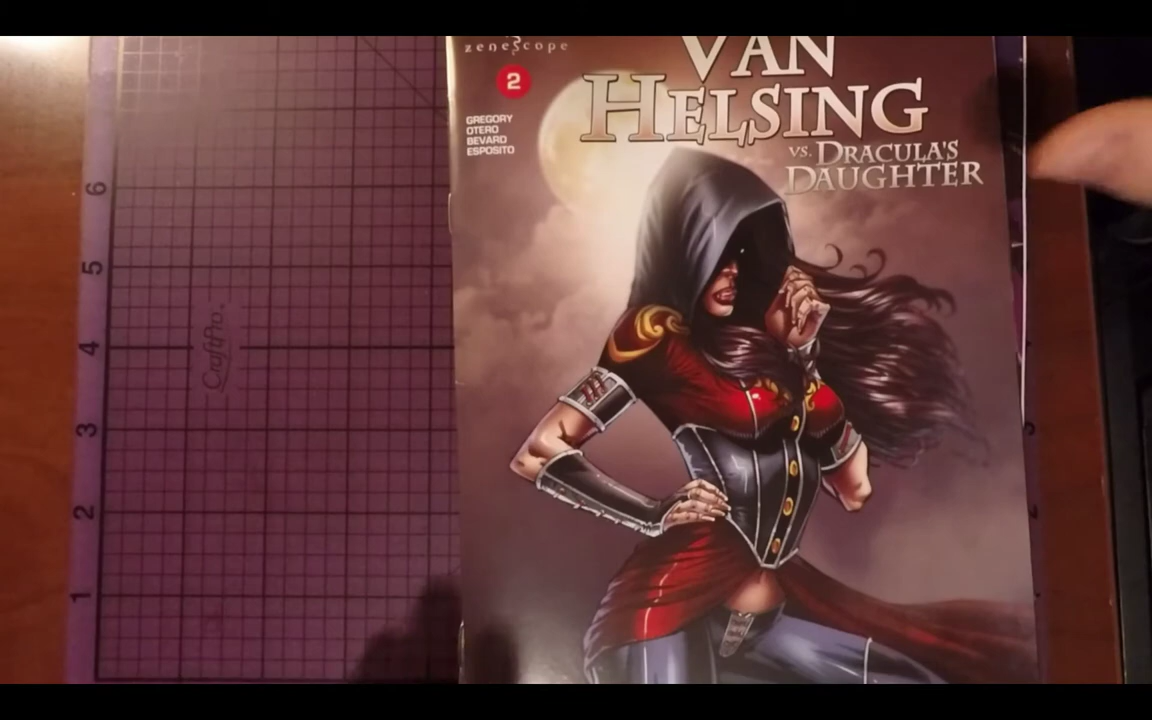 zenescope
2
GREGORY
OTERO
BEVARD
ESPOSITO
VAN
HELSING
VS. DRACULA'S
DAUGHTER
6
5
4
3
2
1
CraftPro.